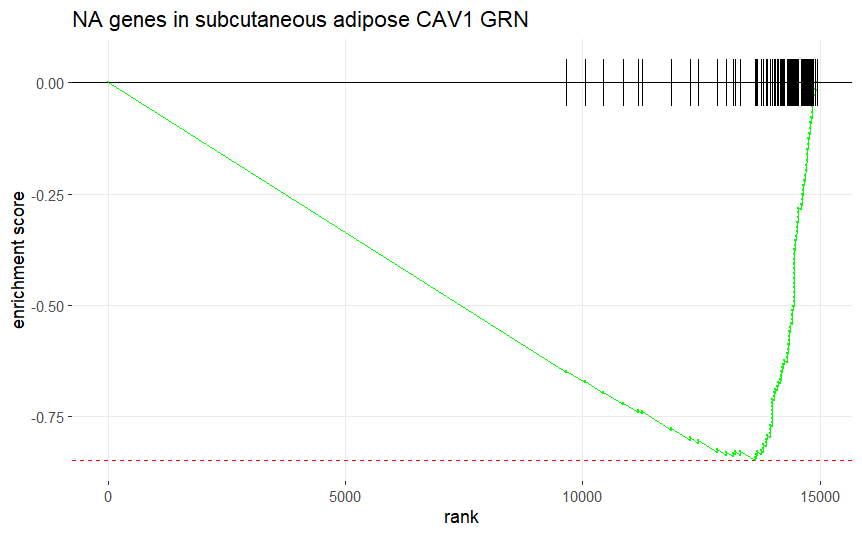 NA genes in subcutaneous adipose CAV1 GRN
0.00
-0.25
-0.50
-0.75
enrichment score
0
5000
10000
15000
rank